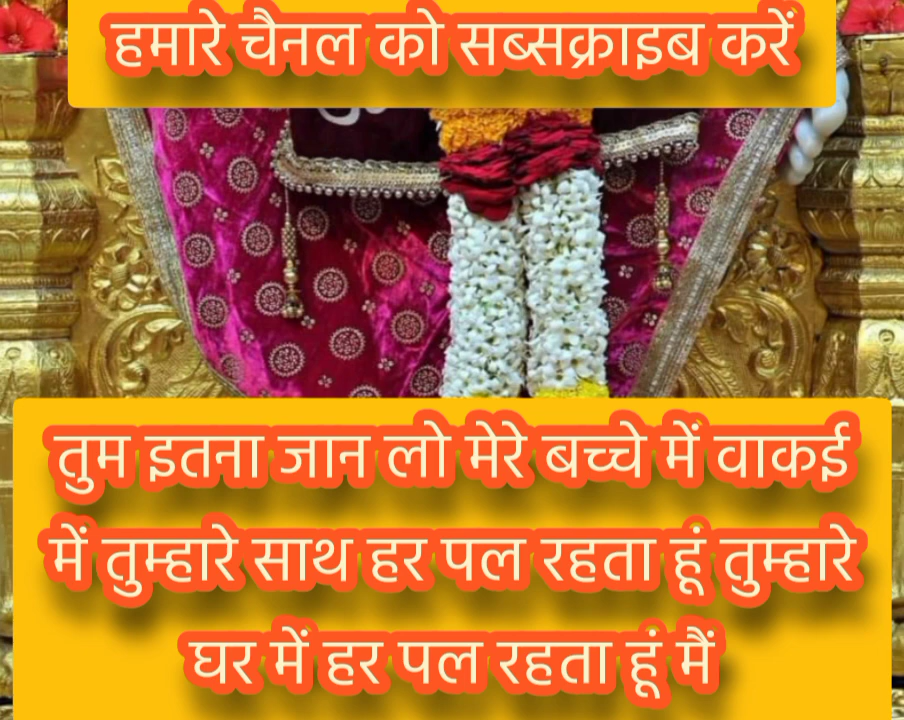 हमारे चैनल को सब्सक्राइब करें
तुम इतना जान लो मेरे बच्चे में वाकई
में तुम्हारे साथ हर पल रहता हूं तुम्हारे
घर में हर पल रहता हूं मैं